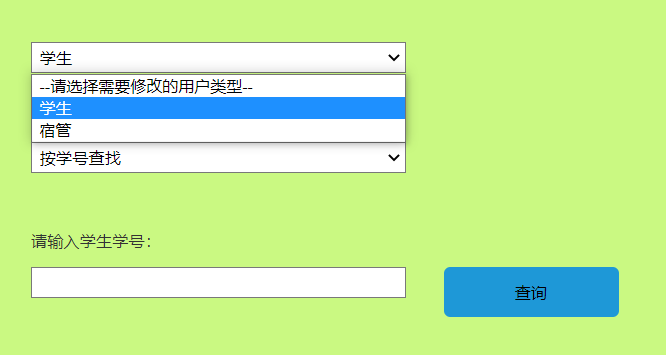 学生
--请选择需要修改的用户类型--
学生
宿管
按学号查找
请输入学生学号：
查询